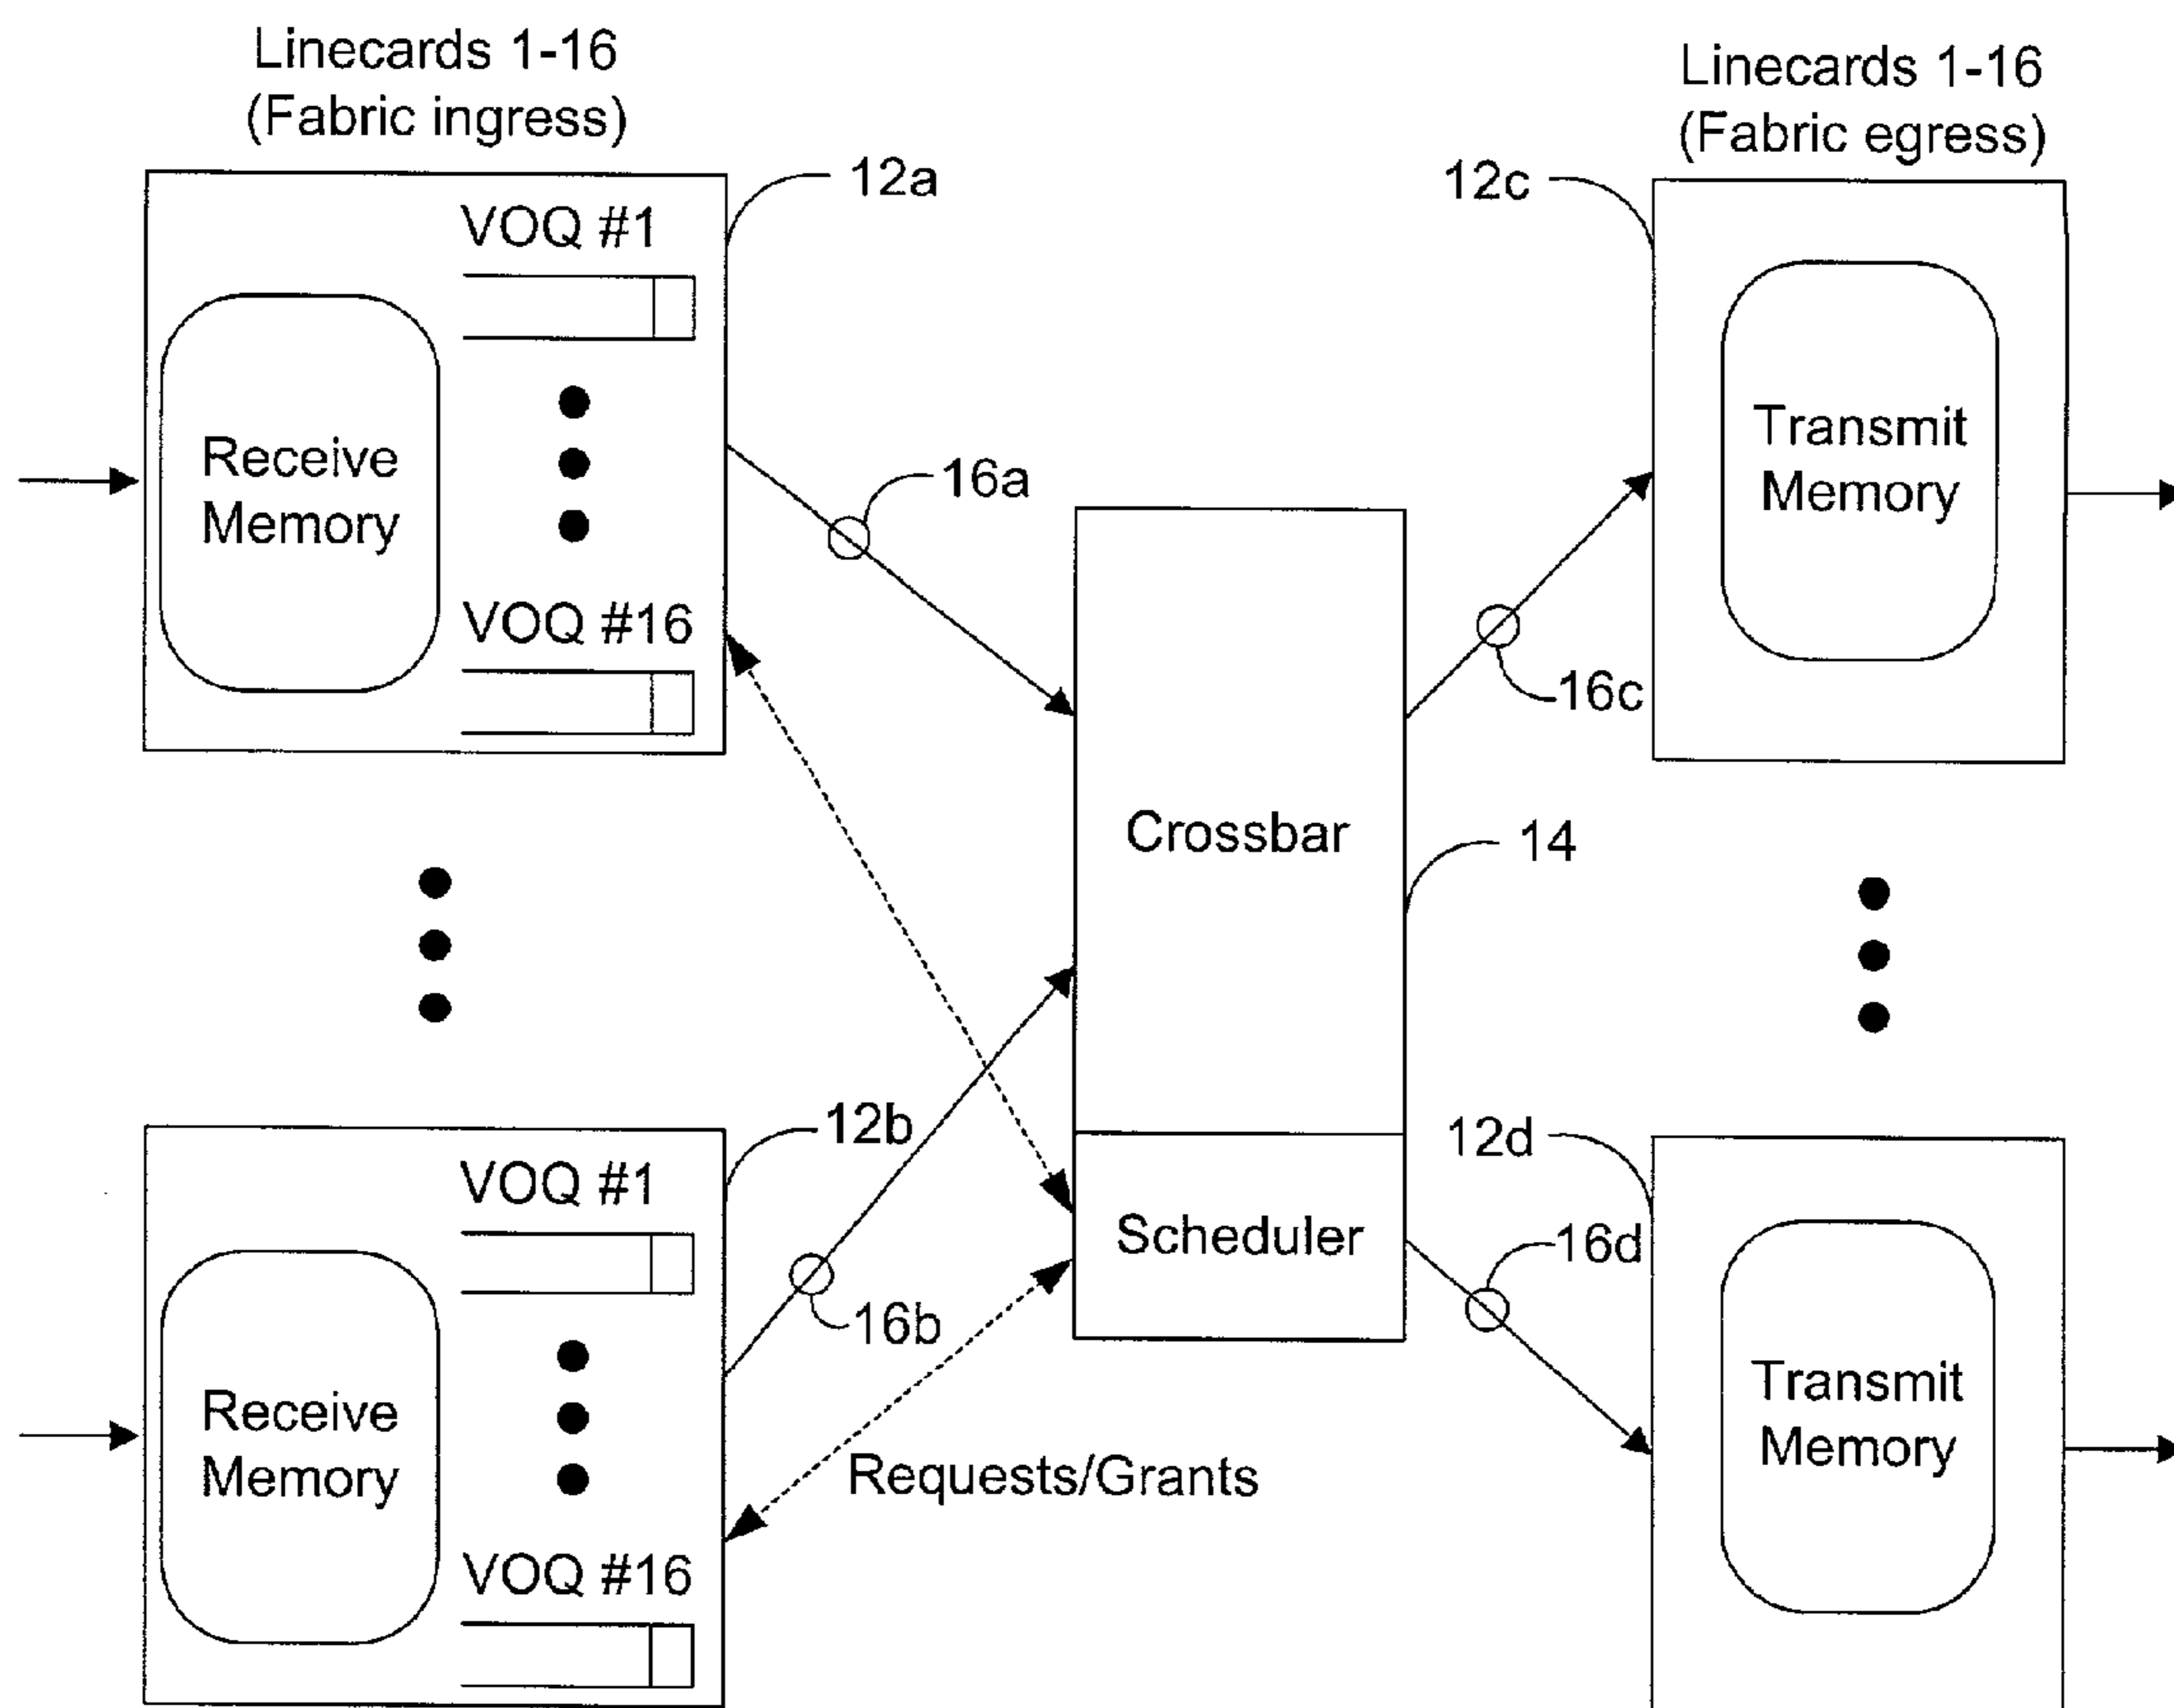 Linecards 1-16
(Fabric ingress)
Linecards 1-16
(Fabric egress)
12a
12c
VOQ #1
Receive
Memory
16a
Transmit
Memory
VOQ #16
16c
Crossbar
14
12b
12d
VOQ #1
Scheduler
16d
16b
Receive
Memory
Transmit
Memory
Requests/Grants
VOQ #16